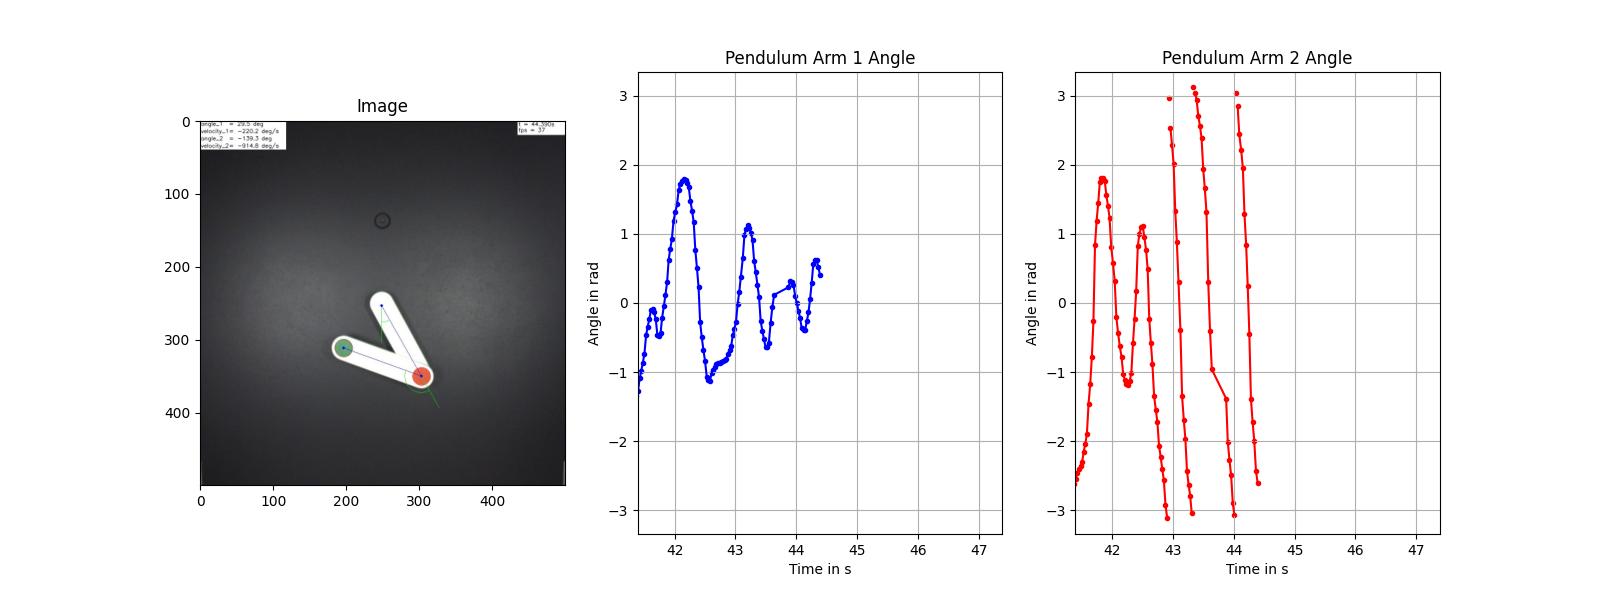 Image
angle_1  = 29.5 deg
velocity_1= -220.2 deg/s
angle_2  = -139.3 deg
velocity_2= -914.8 deg/s
t = 44.390s
fps = 37
0
100
200
300
400
0 100 200 300 400
Pendulum Arm 1 Angle
Angle in rad
3
2
1
0
−1
−2
−3
42 43 44 45 46 47
Time in s
Pendulum Arm 2 Angle
Angle in rad
3
2
1
0
−1
−2
−3
42 43 44 45 46 47
Time in s